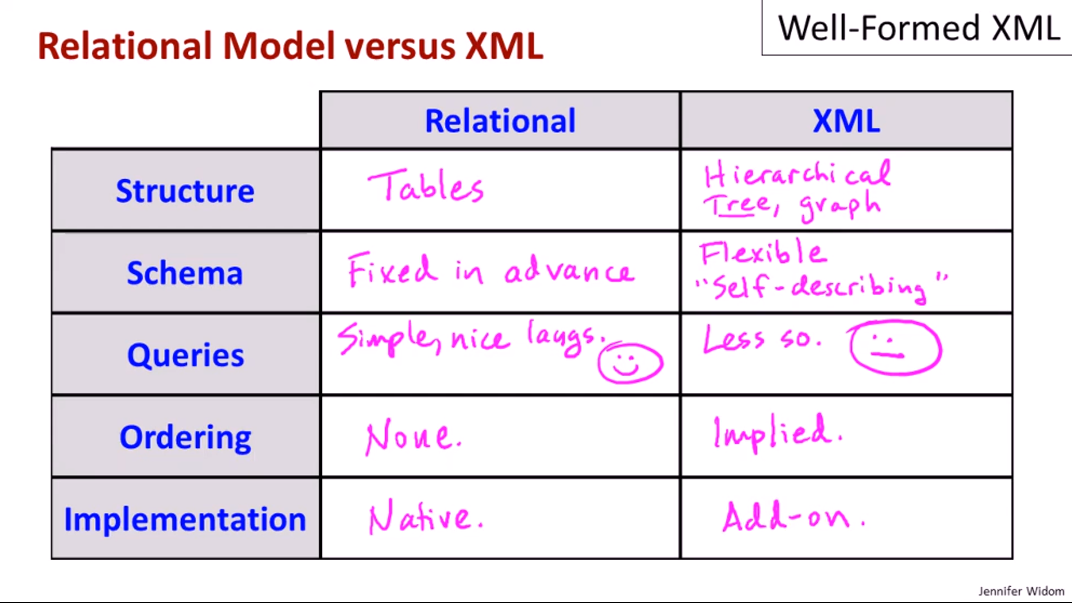 Well-Formed XML
Relational Model versus XML
Relational XML
Structure Tables Hierarchical
Tree, graph
Schema Fixed in advance Flexible
"Self-describing"
Queries Simple, nice langs. Less so.
Ordering None. Implied.
Implementation Native. Add-on.
Jennifer Widom